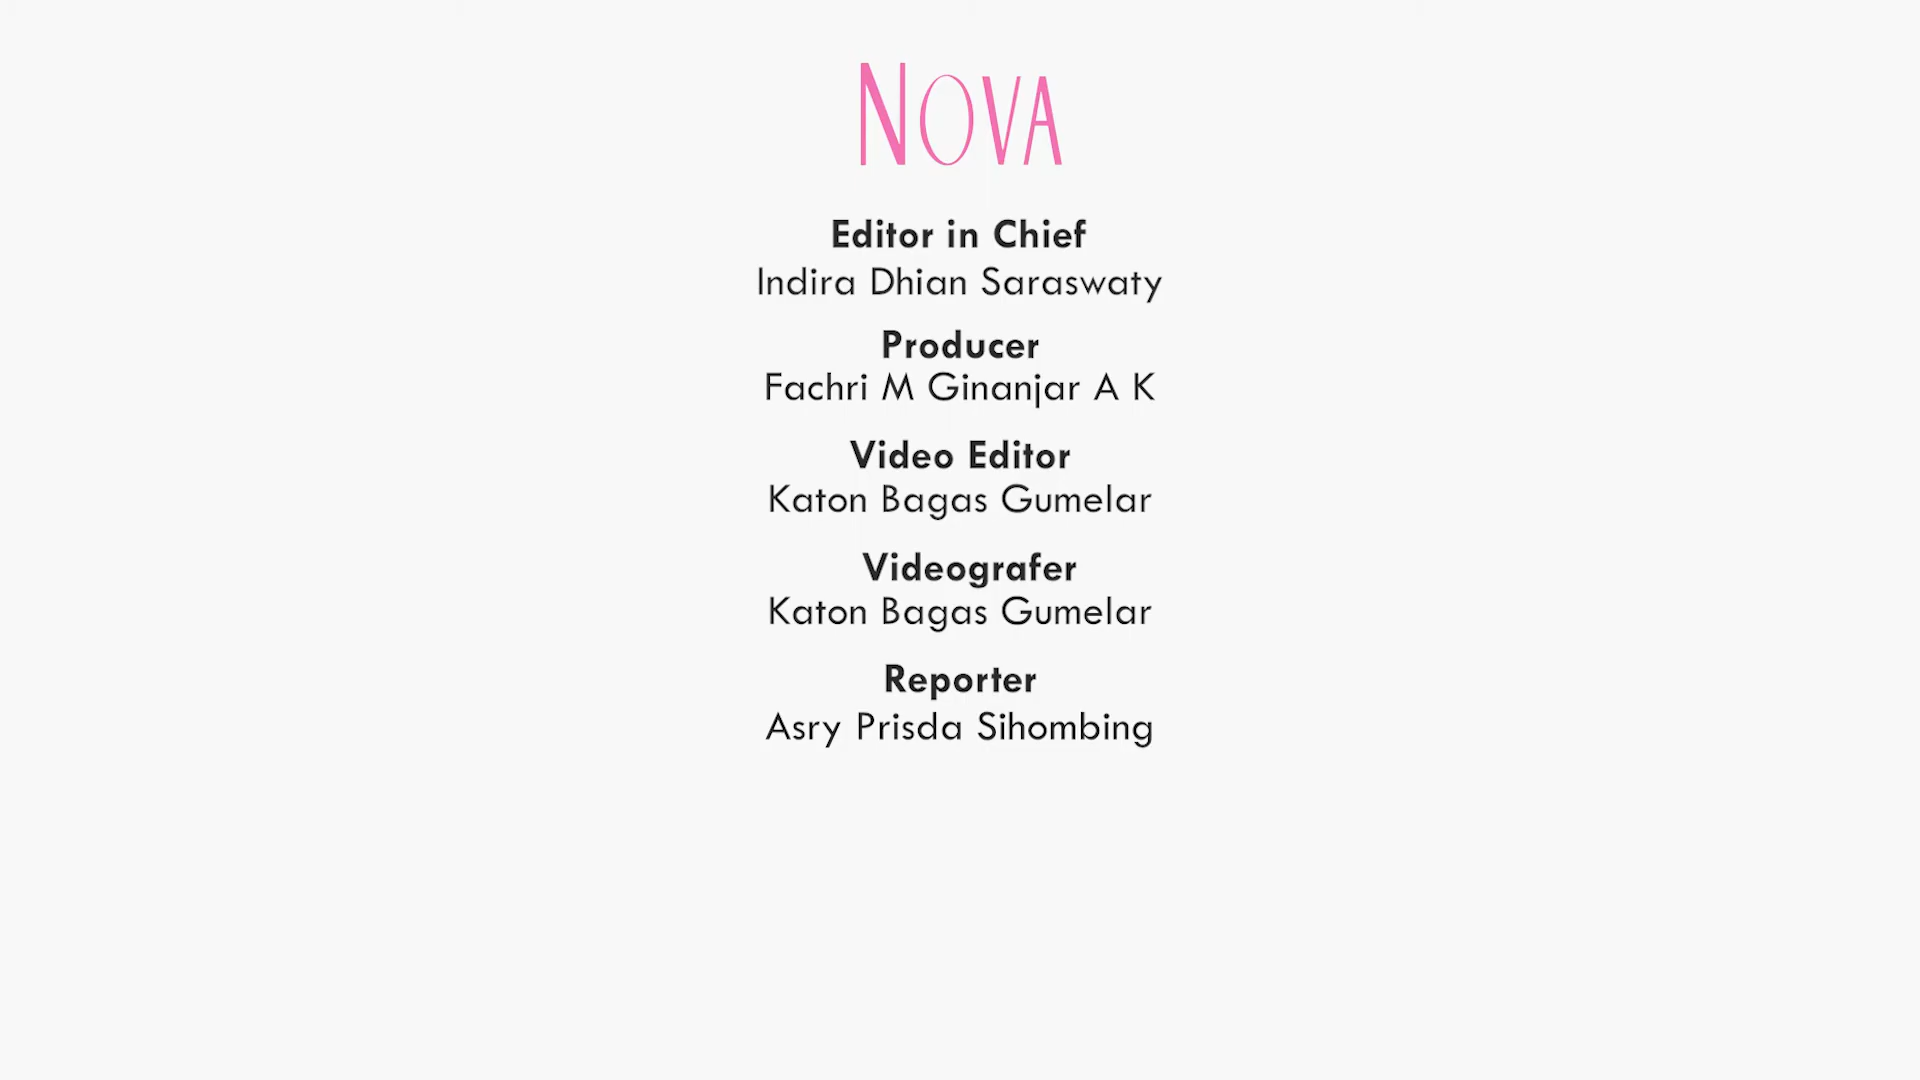 NOVA
Editor in Chief
Indira Dhian Saraswaty
Producer
Fachri M Ginanjar A K
Video Editor
Katon Bagas Gumelar
Videografer
Katon Bagas Gumelar
Reporter
Asry Prisda Sihombing